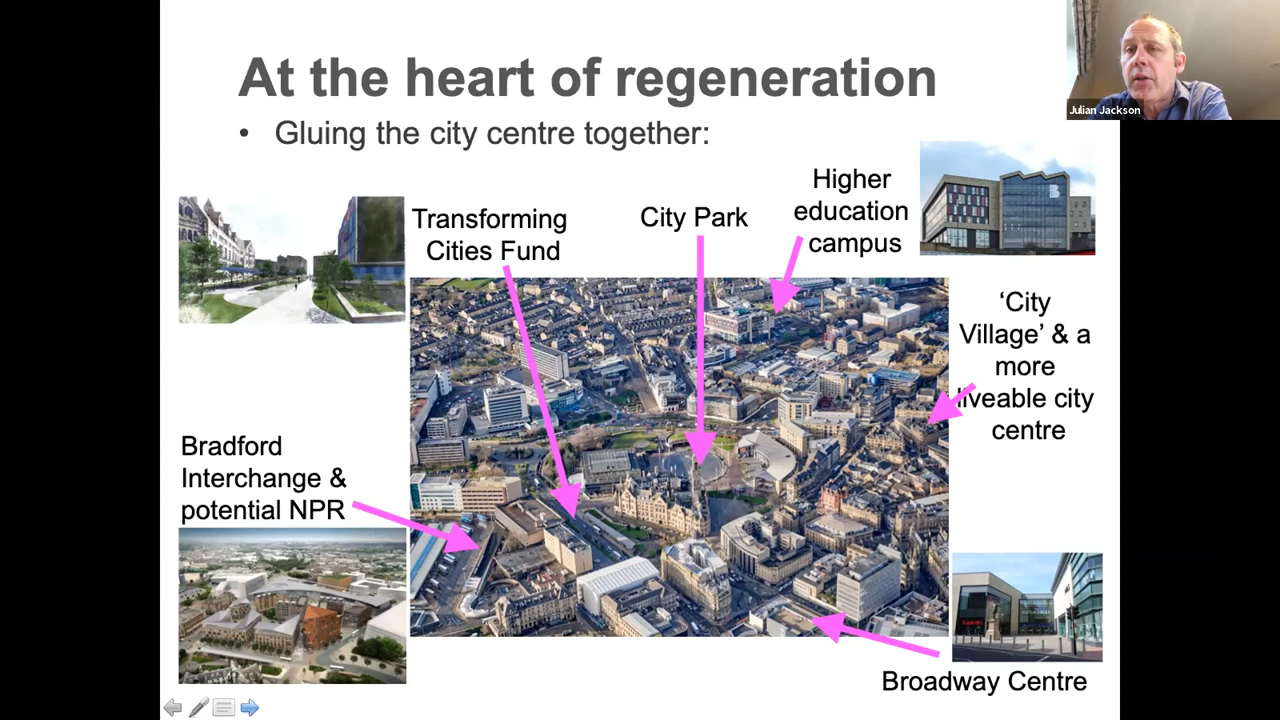 At the heart of regeneration
• Gluing the city centre together:
Julian Jackson
Transforming
Cities Fund
City Park
Higher
education
campus
B
‘City
Village’ & a
more
liveable city
centre
Bradford
Interchange &
potential NPR
Broadway Centre